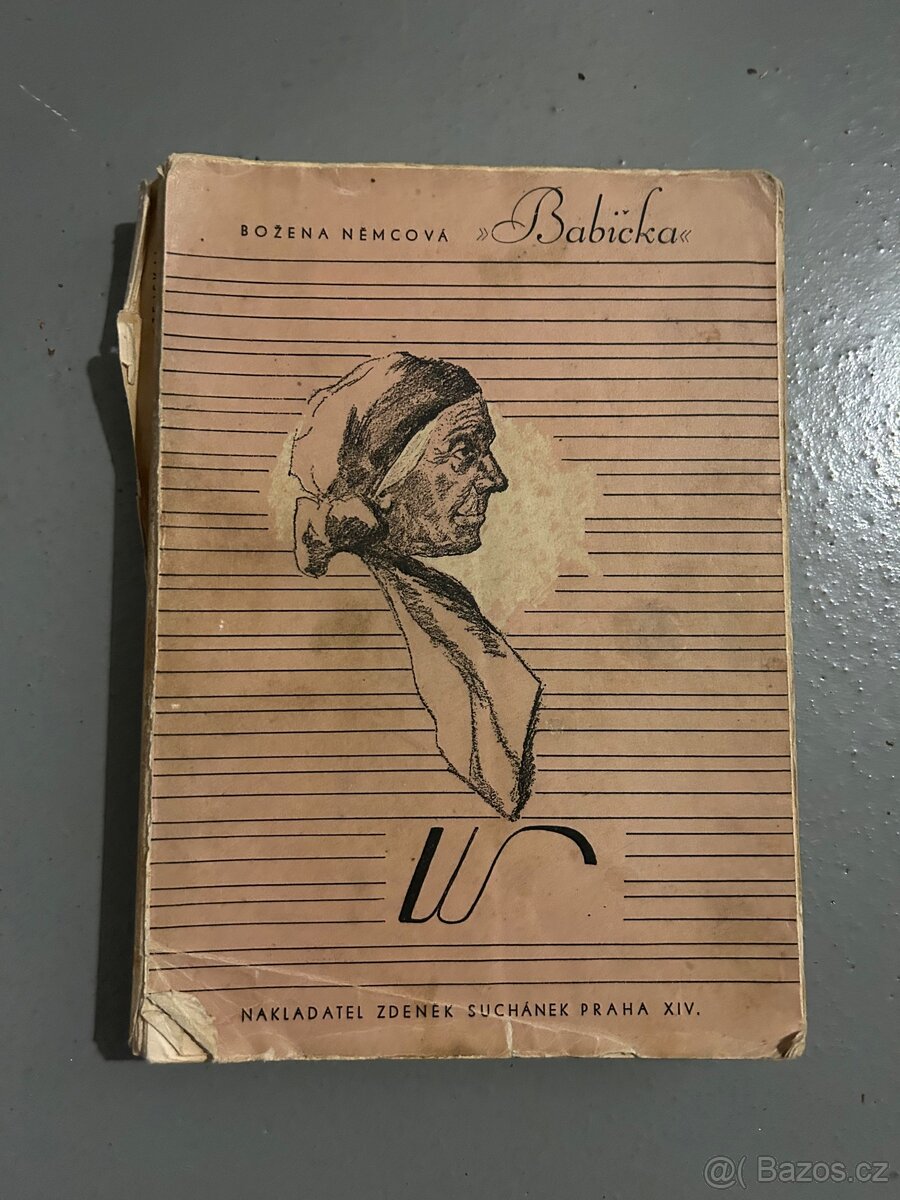 BOŽENA NĚMCOVÁ »Babička«
NAKLADATEL ZDENĚK SUCHÁNEK PRAHA XIV.
@( Bazos.cz